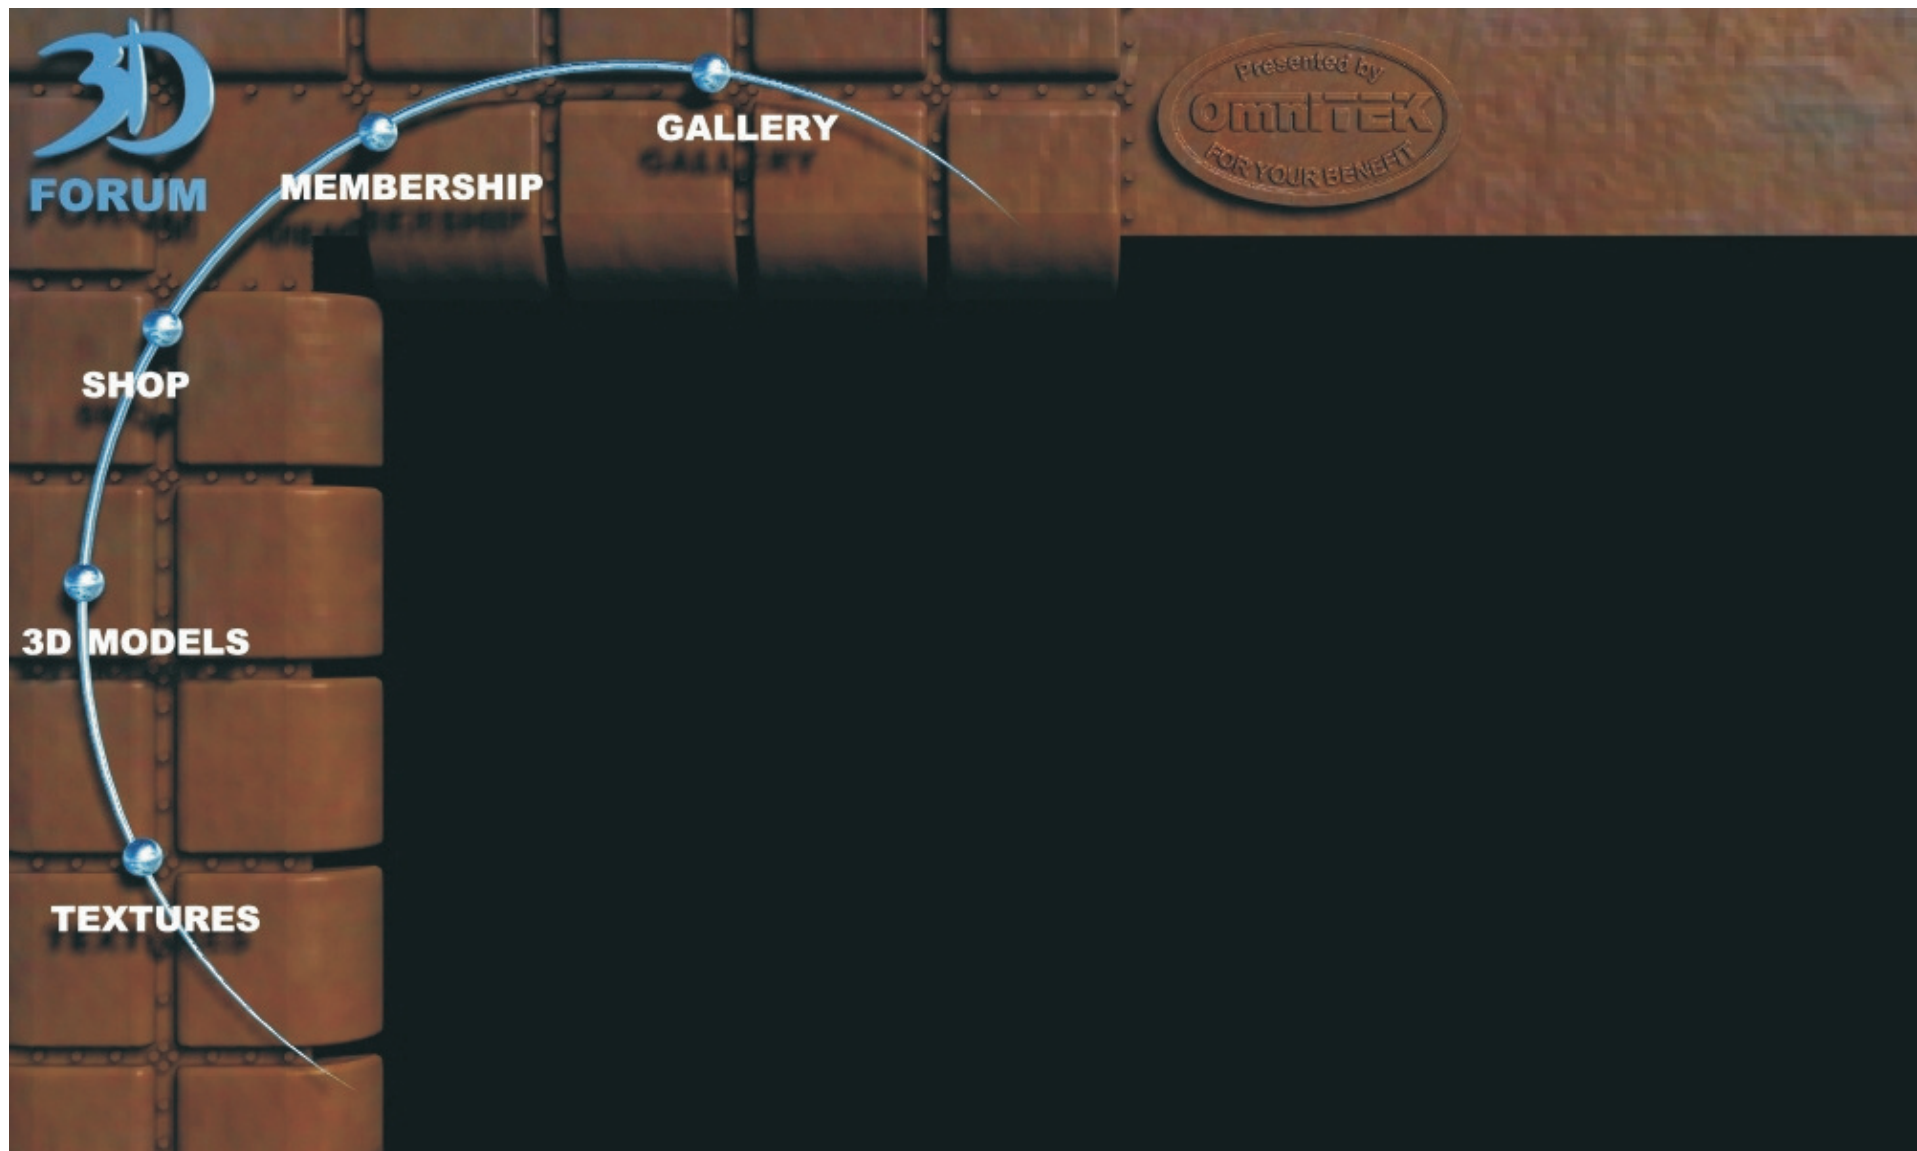 3D
FORUM
GALLERY
MEMBERSHIP
SHOP
3D MODELS
TEXTURES
Presented by
OmniTEK
FOR YOUR BENEFIT